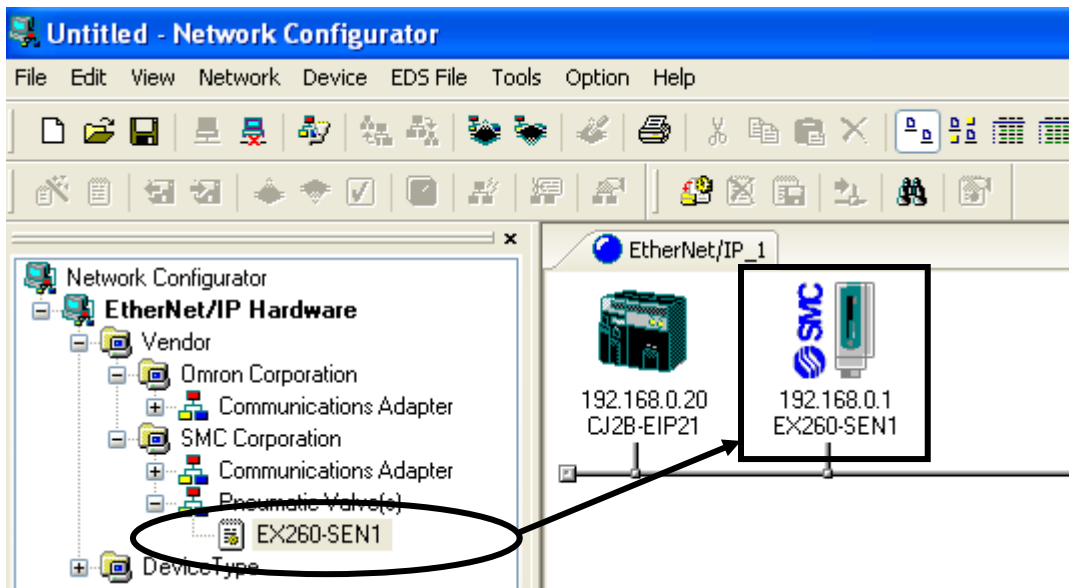 Untitled - Network Configurator
File Edit View Network Device EDS File Tools Option Help
Network Configurator
EtherNet/IP Hardware
Vendor
Omron Corporation
Communications Adapter
SMC Corporation
Communications Adapter
Pneumatic Valve(s)
EX260-SEN1
DeviceType
EtherNet/IP_1
SMC
192.168.0.20
CJ2B-EIP21
192.168.0.1
EX260-SEN1